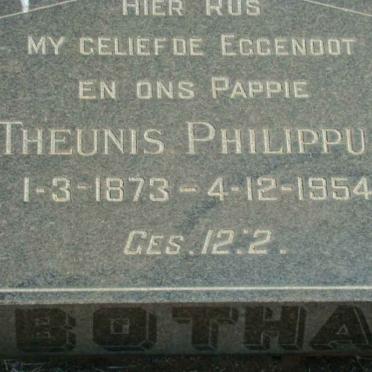 HIER RUS
MY GELIEFDE EGGENOOT
EN ONS PAPPIE
THEUNIS PHILIPPU
1-3-1873 – 4-12-1954
GES. 12:2.
BOTHA